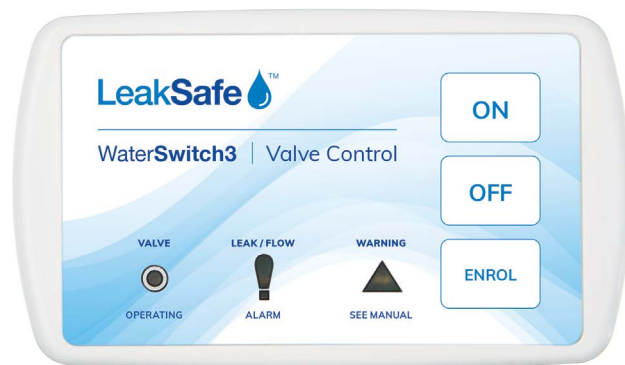 LeakSafe™
WaterSwitch3 | Valve Control
ON
OFF
ENROL
VALVE
OPERATING
LEAK / FLOW
ALARM
WARNING
SEE MANUAL